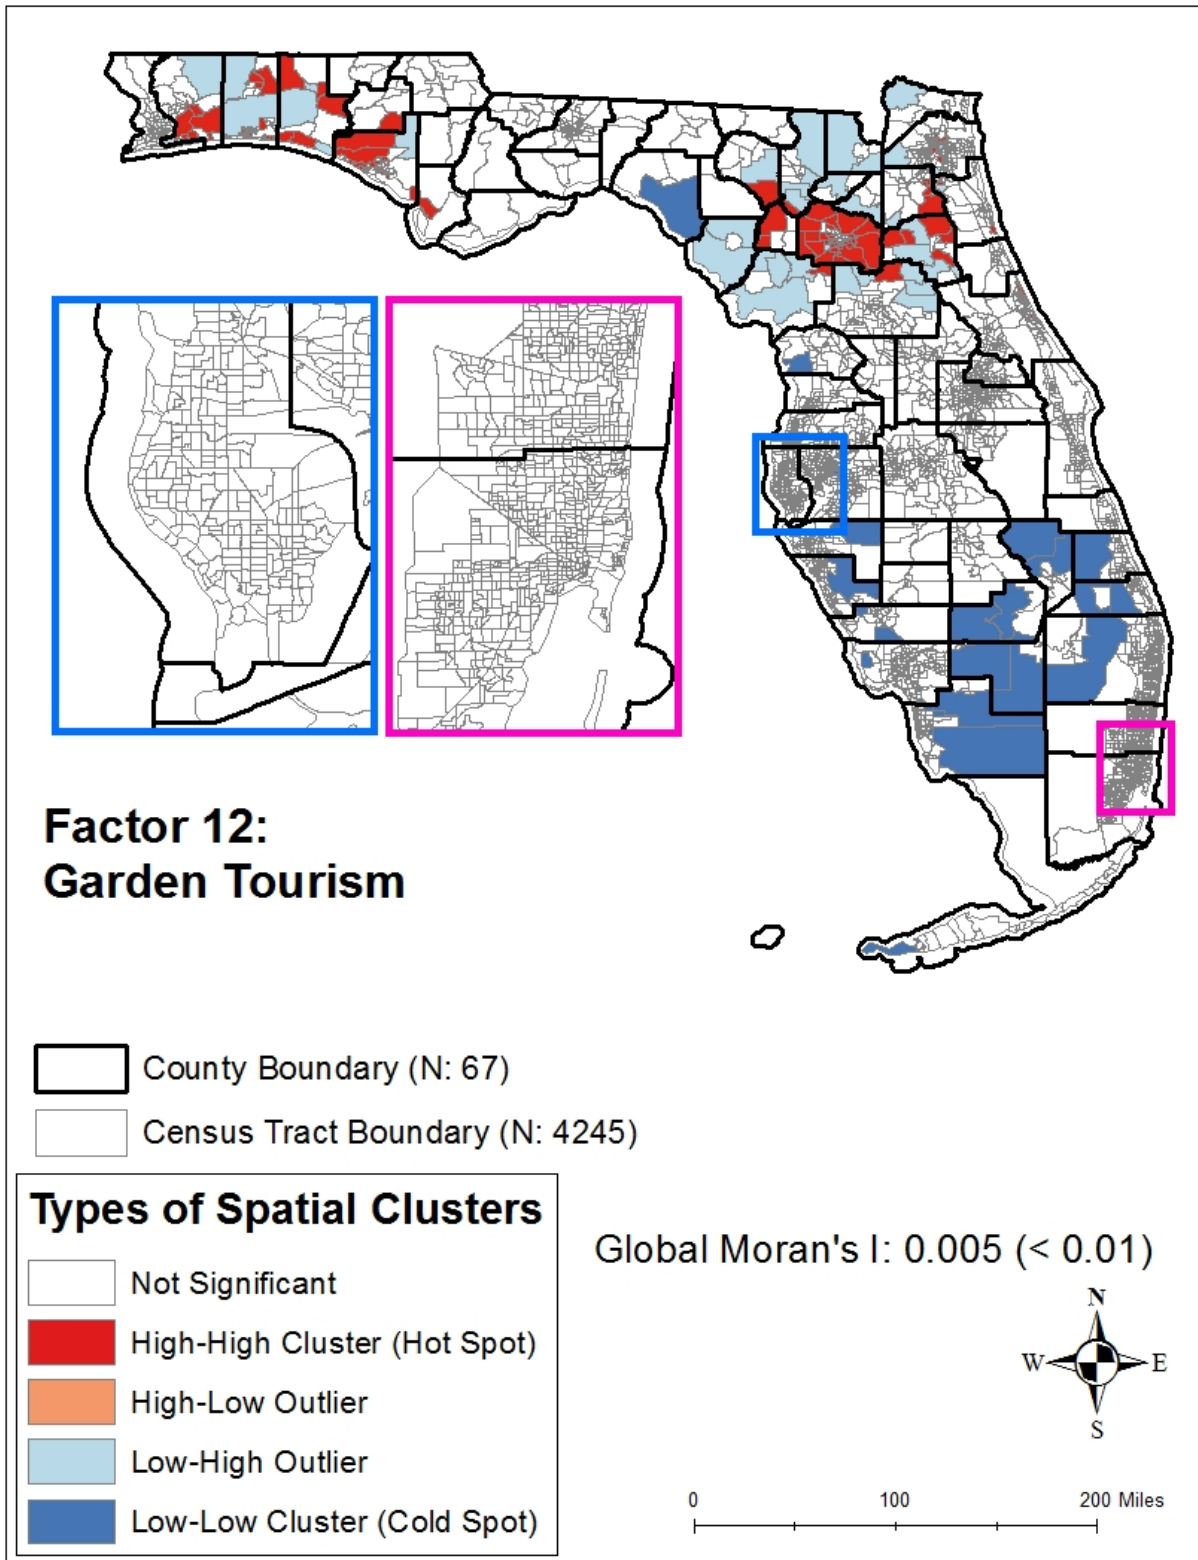 Factor 12:
Garden Tourism
County Boundary (N: 67)
Census Tract Boundary (N: 4245)
Types of Spatial Clusters
Not Significant
High-High Cluster (Hot Spot)
High-Low Outlier
Low-High Outlier
Low-Low Cluster (Cold Spot)
Global Moran's I: 0.005 (< 0.01)
N
W E
S
0 100 200 Miles